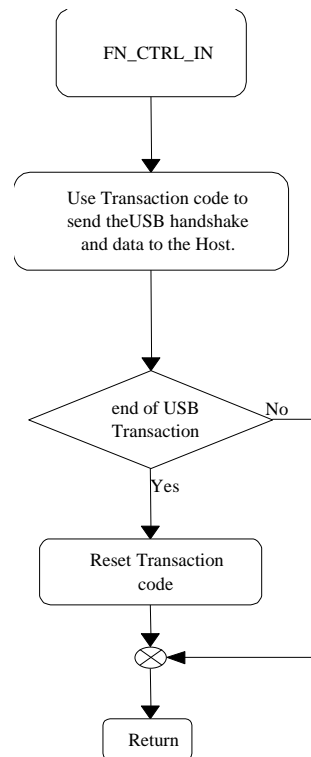 FN_CTRL_IN
Use Transaction code to
send theUSB handshake
and data to the Host.
end of USB
Transaction
No
Yes
Reset Transaction
code
Return